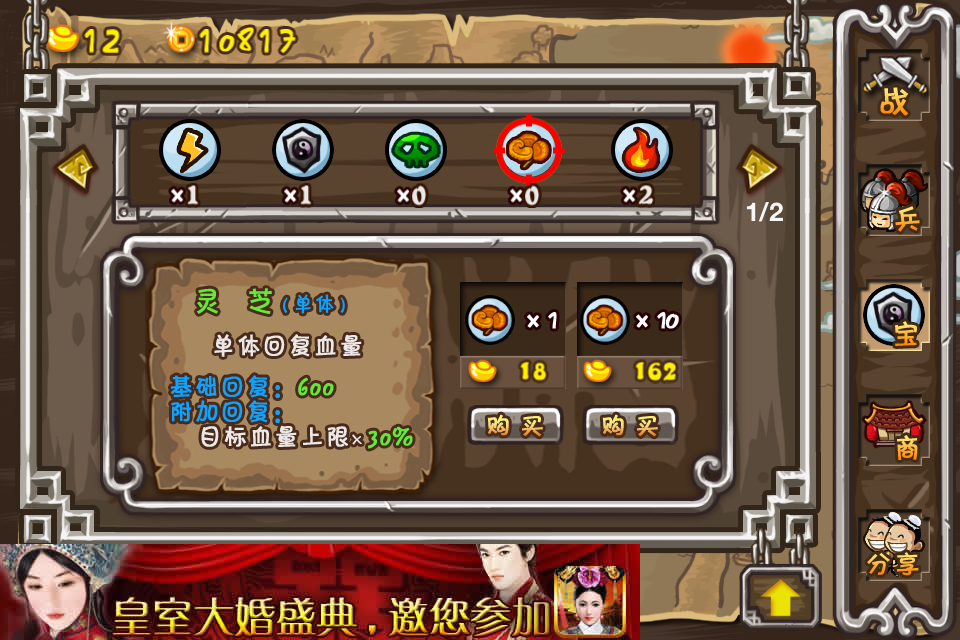 12 10817
战
×1 ×1 ×0 ×0 ×2
1/2
兵
灵 芝 (单体)
单体回复血量
基础回复: 600
附加回复:
目标血量上限×30%
×1 ×10
18 162
购买 购买
宝
商
分享
皇室大婚盛典，邀您参加